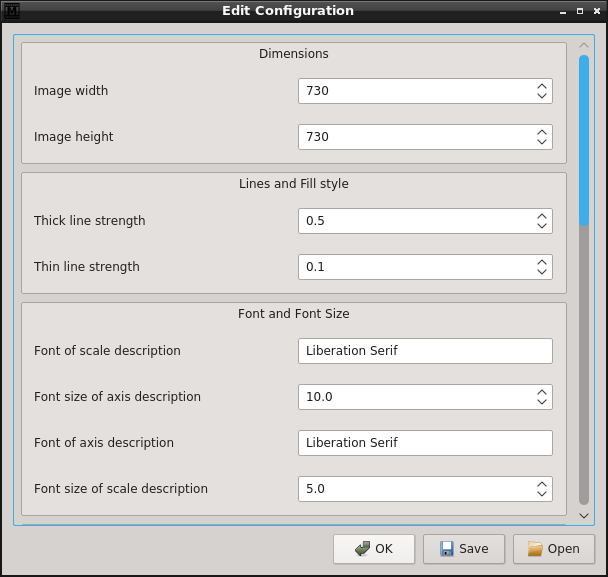 Edit Configuration
Dimensions
Image width 730
Image height 730
Lines and Fill style
Thick line strength 0.5
Thin line strength 0.1
Font and Font Size
Font of scale description Liberation Serif
Font size of axis description 10.0
Font of axis description Liberation Serif
Font size of scale description 5.0
OK Save Open